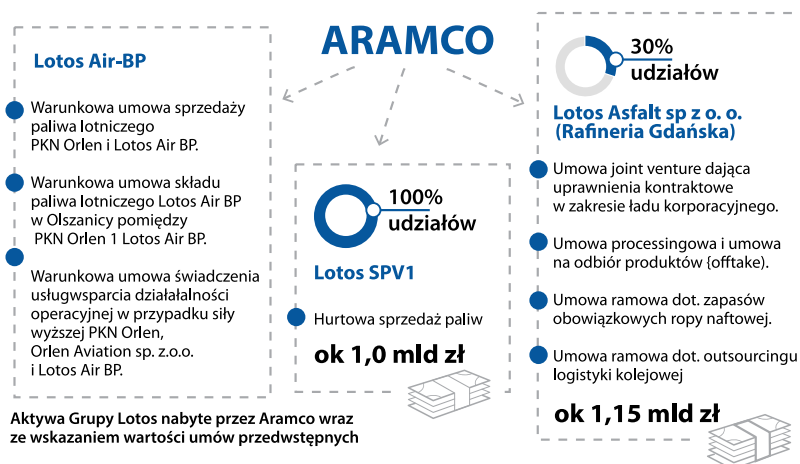 ARAMCO
Lotos Air-BP
Warunkowa umowa sprzedaży
paliwa lotniczego
PKN Orlen i Lotos Air BP.
Warunkowa umowa składu
paliwa lotniczego Lotos Air BP
w Olszanicy pomiędzy
PKN Orlen 1 Lotos Air BP.
Warunkowa umowa świadczenia
usługwsparcia działałalności
operacyjnej w przypadku siły
wyższej PKN Orlen,
Orlen Aviation sp. z.o.o.
i Lotos Air BP.
100%
udziałów
Lotos SPV1
Hurtowa sprzedaż paliw
ok 1,0 mld zł
30%
udziałów
Lotos Asfalt sp z o. o.
(Rafineria Gdańska)
Umowa joint venture dająca
uprawnienia kontraktowe
w zakresie ładu korporacyjnego.
Umowa processingowa i umowa
na odbiór produktów {offtake).
Umowa ramowa dot. zapasów
obowiązkowych ropy naftowej.
Umowa ramowa dot. outsourcingu
logistyki kolejowej
ok 1,15 mld zł
Aktywa Grupy Lotos nabyte przez Aramco wraz
ze wskazaniem wartości umów przedwstępnych